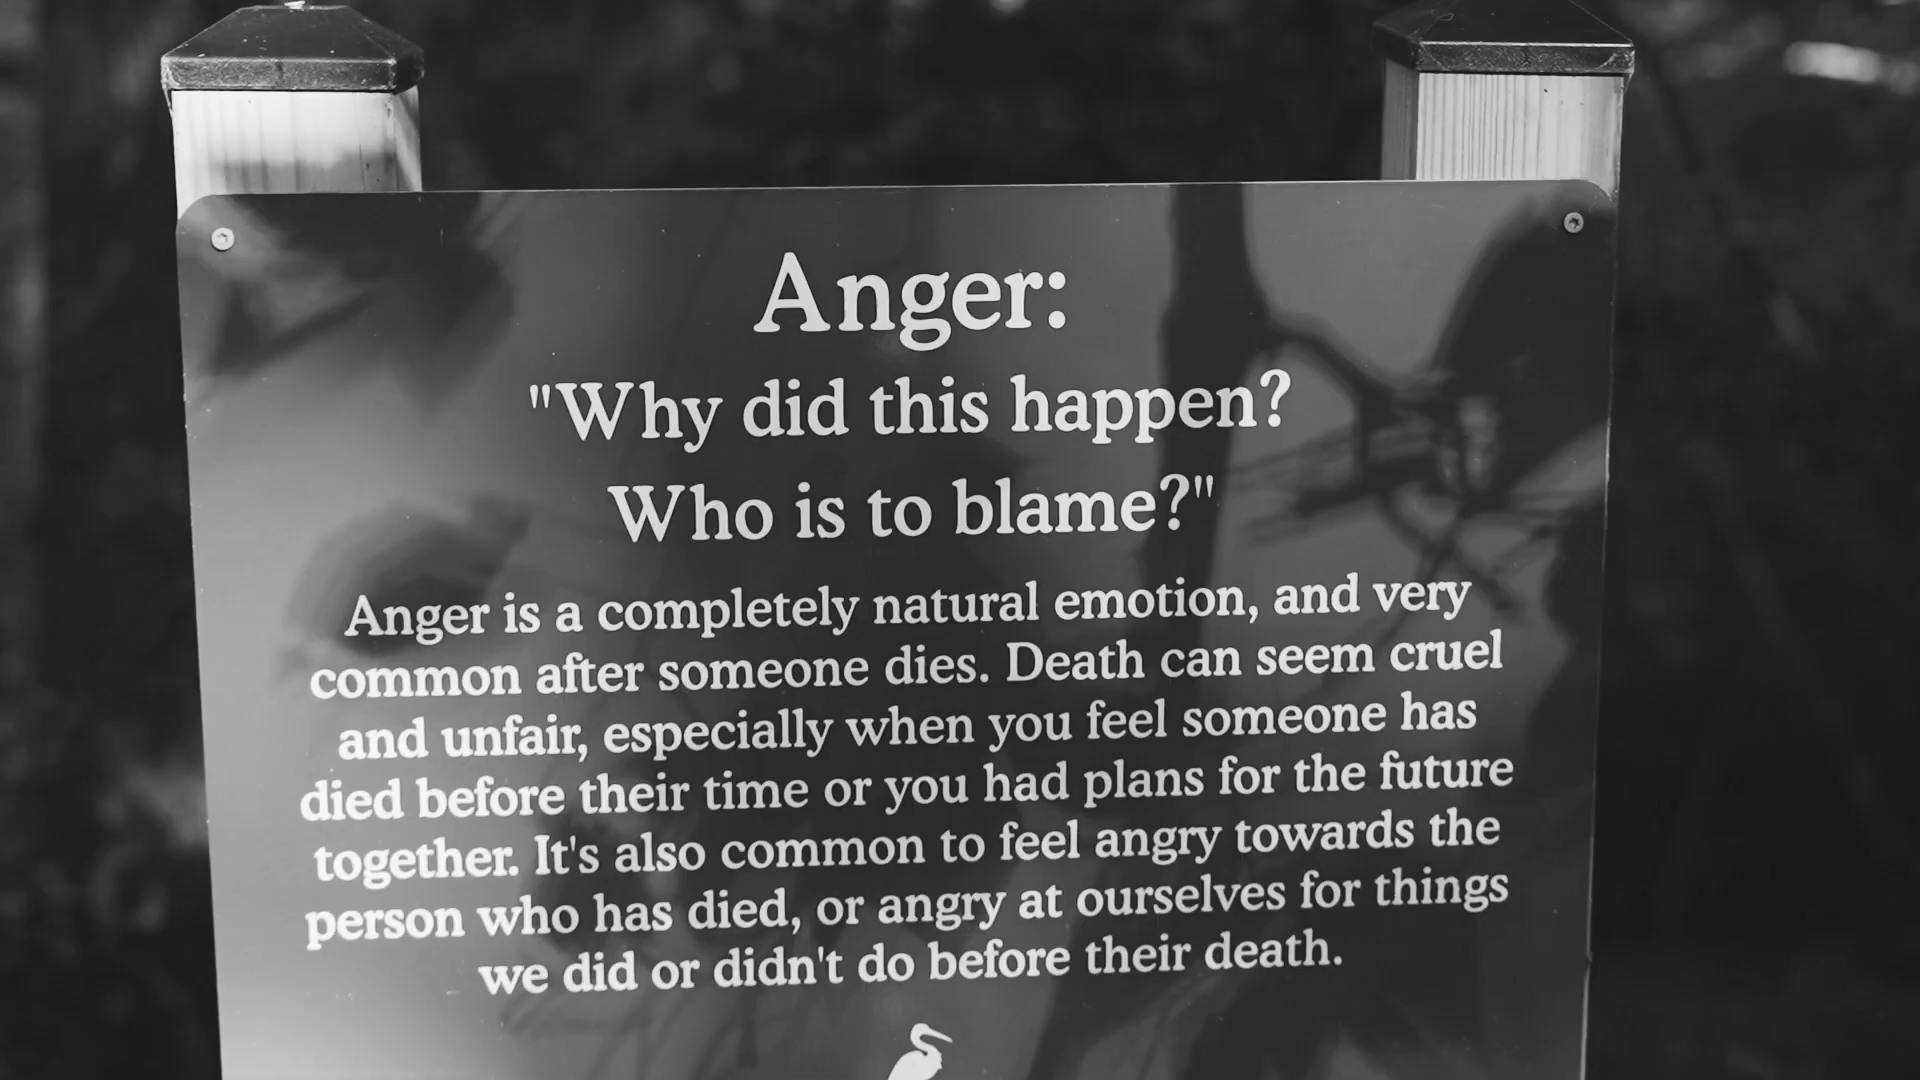 Anger:
"Why did this happen?
Who is to blame?"
Anger is a completely natural emotion, and very
common after someone dies. Death can seem cruel
and unfair, especially when you feel someone has
died before their time or you had plans for the future
together. It's also common to feel angry towards the
person who has died, or angry at ourselves for things
we did or didn't do before their death.